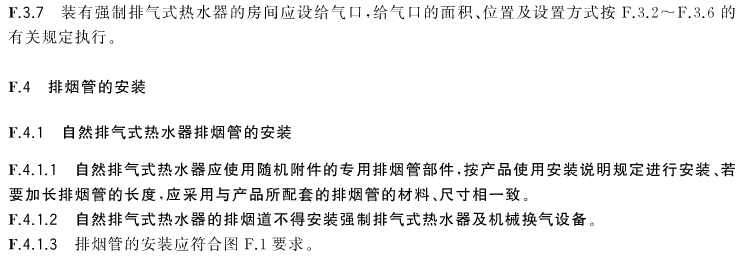 F.3.7 装有强制排气式热水器的房间应设给气口,给气口的面积、位置及设置方式按 F.3.2～F.3.6 的
有关规定执行。
F.4 排烟管的安装
F.4.1 自然排气式热水器排烟管的安装
F.4.1.1 自然排气式热水器应使用随机附件的专用排烟管部件,按产品使用安装说明规定进行安装、若
要加长排烟管的长度,应采用与产品所配套的排烟管的材料、尺寸相一致。
F.4.1.2 自然排气式热水器的排烟道不得安装强制排气式热水器及机械换气设备。
F.4.1.3 排烟管的安装应符合图 F.1 要求。